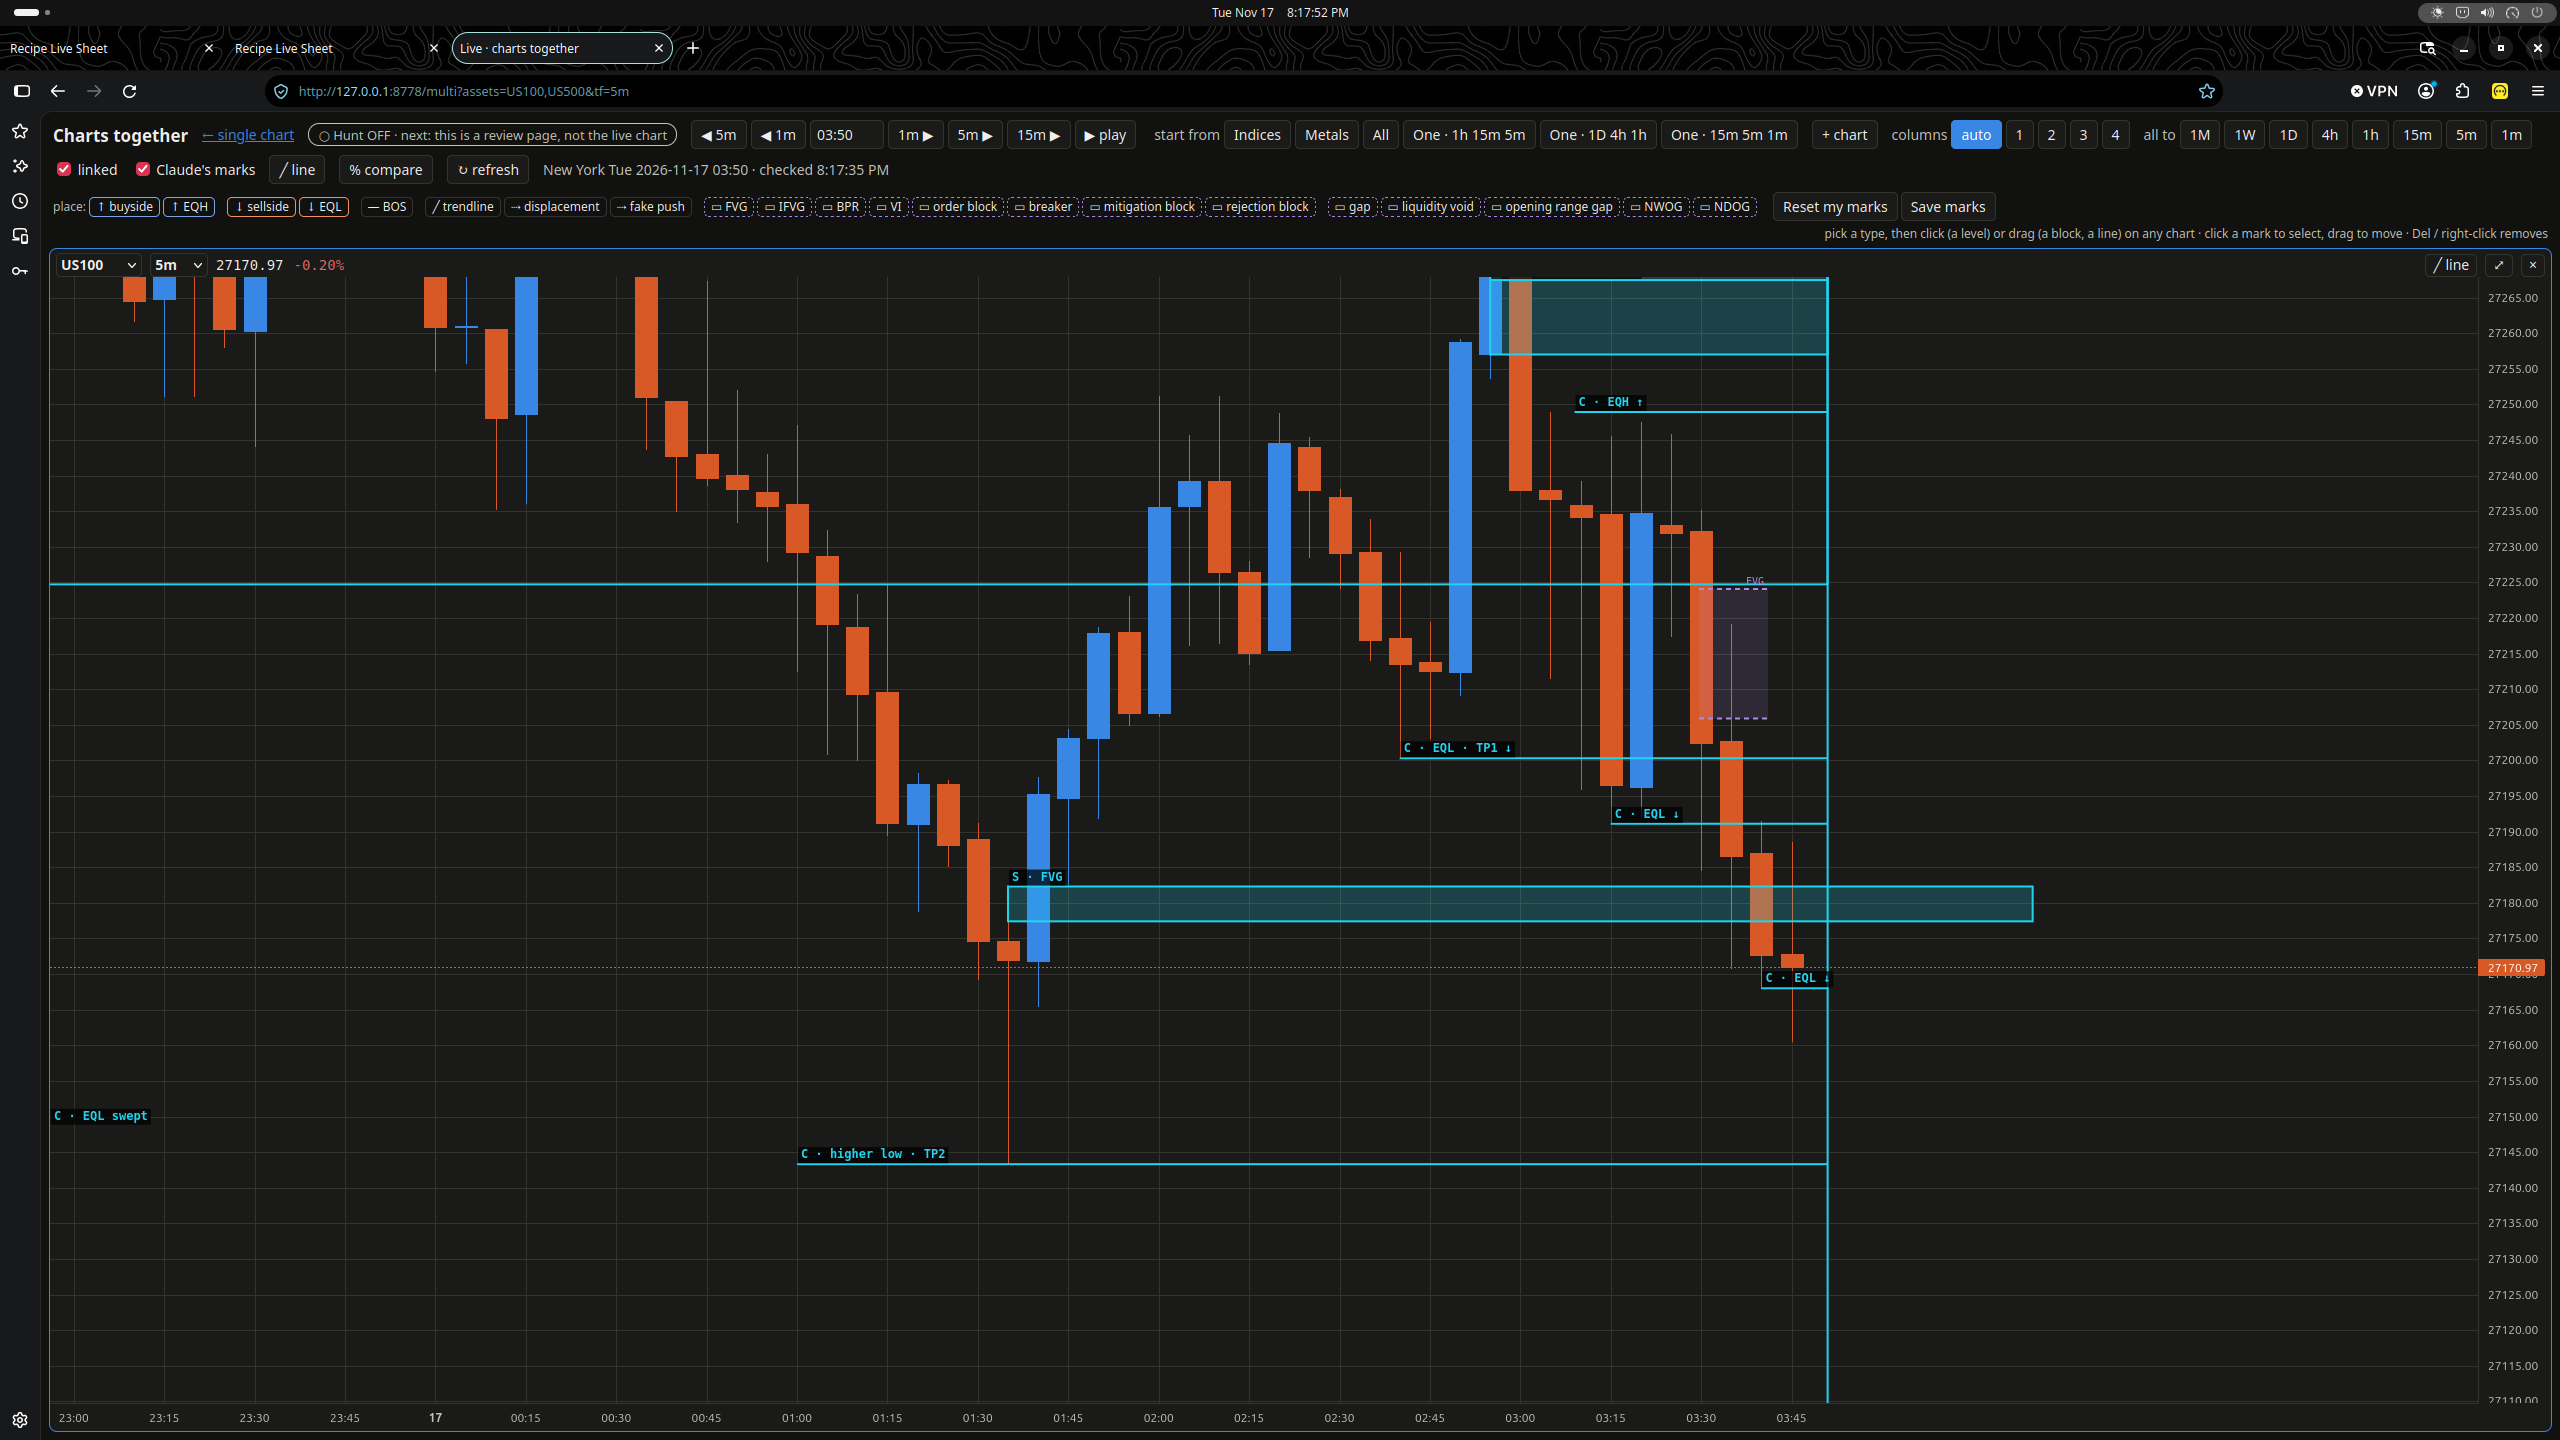 Tue Nov 17 8:17:52 PM
Recipe Live Sheet
Recipe Live Sheet
Live · charts together
http://127.0.0.1:8778/multi?assets=US100,US500&tf=5m
VPN
Charts together
← single chart
○ Hunt OFF · next: this is a review page, not the live chart
◀ 5m
◀ 1m
03:50
1m ▶
5m ▶
15m ▶
▶ play
start from
Indices
Metals
All
One · 1h 15m 5m
One · 1D 4h 1h
One · 15m 5m 1m
+ chart
columns
auto
1
2
3
4
all to
1M
1W
1D
4h
1h
15m
5m
1m
linked
Claude's marks
╱ line
% compare
↻ refresh
New York Tue 2026-11-17 03:50 · checked 8:17:35 PM
place:
↑ buyside
↑ EQH
↓ sellside
↓ EQL
— BOS
╱ trendline
⤍ displacement
⇢ fake push
▭ FVG
▭ IFVG
▭ BPR
▭ VI
▭ order block
▭ breaker
▭ mitigation block
▭ rejection block
▭ gap
▭ liquidity void
▭ opening range gap
▭ NWOG
▭ NDOG
Reset my marks
Save marks
pick a type, then click (a level) or drag (a block, a line) on any chart · click a mark to select, drag to move · Del / right-click removes
US100
5m
27170.97 -0.20%
╱ line
27265.00
27260.00
27255.00
C · EQH ↑
27250.00
27245.00
27240.00
27235.00
27230.00
FVG
27225.00
27220.00
27215.00
27210.00
27205.00
C · EQL · TP1 ↓
27200.00
27195.00
C · EQL ↓
27190.00
27185.00
S · FVG
27180.00
27175.00
27170.97
C · EQL ↓
27165.00
27160.00
27155.00
C · EQL swept
27150.00
C · higher low · TP2
27145.00
27140.00
27135.00
27130.00
27125.00
27120.00
27115.00
27110.00
23:00
23:15
23:30
23:45
17
00:15
00:30
00:45
01:00
01:15
01:30
01:45
02:00
02:15
02:30
02:45
03:00
03:15
03:30
03:45